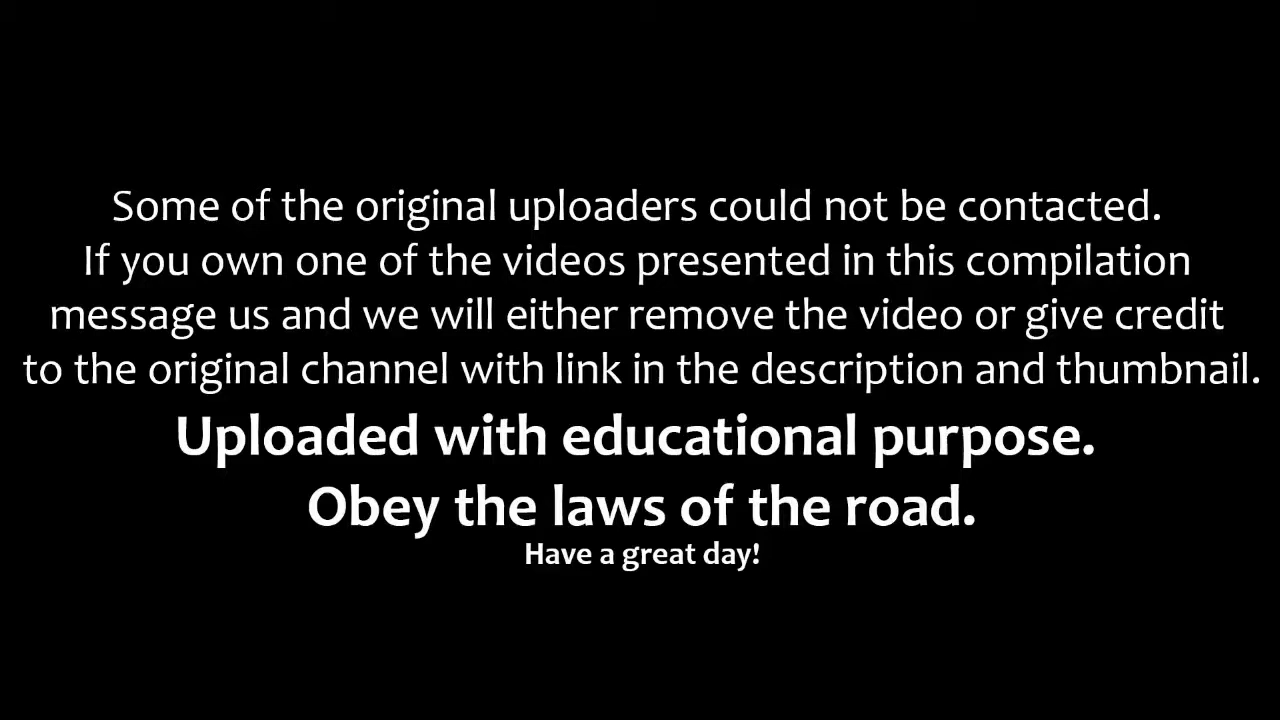 Some of the original uploaders could not be contacted.
If you own one of the videos presented in this compilation
message us and we will either remove the video or give credit
to the original channel with link in the description and thumbnail.
Uploaded with educational purpose.
Obey the laws of the road.
Have a great day!